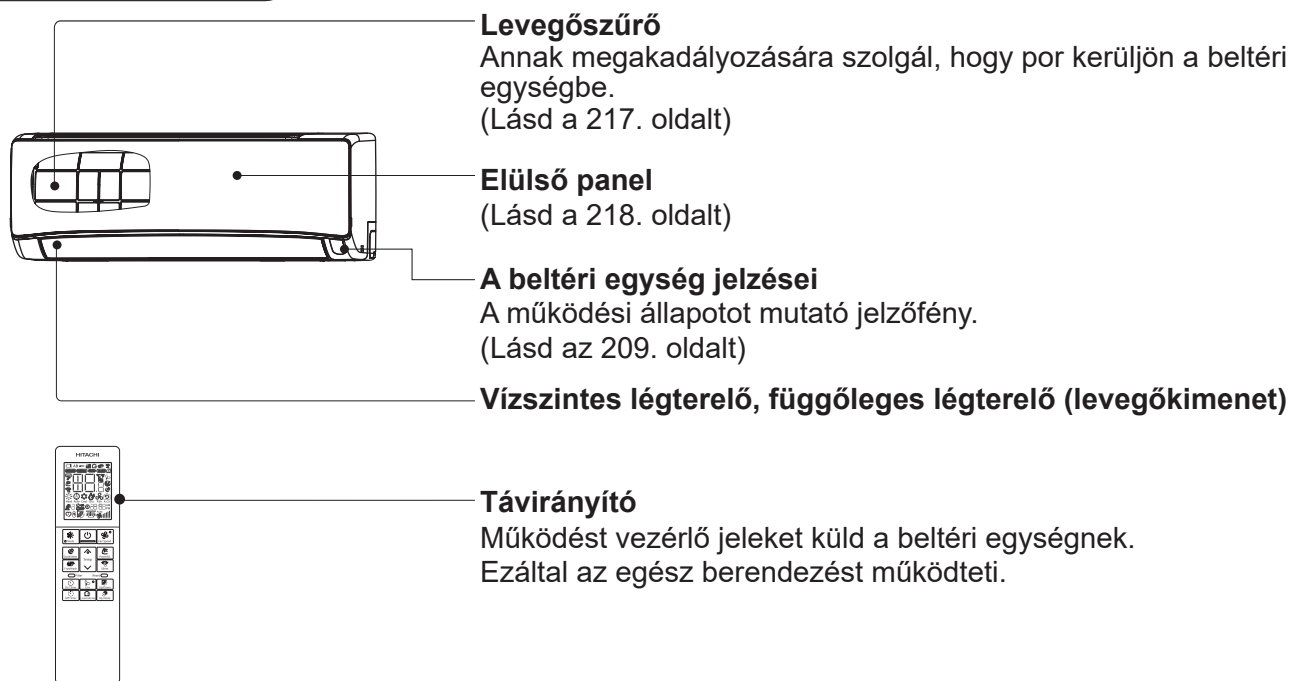 Levegőszűrő
Annak megakadályozására szolgál, hogy por kerüljön a beltéri
egységbe.
(Lásd a 217. oldalt)
Elülső panel
(Lásd a 218. oldalt)
A beltéri egység jelzései
A működési állapotot mutató jelzőfény.
(Lásd az 209. oldalt)
Vízszintes légterelő, függőleges légterelő (levegőkimenet)
HITACHI
Távirányító
Működést vezérlő jeleket küld a beltéri egységnek.
Ezáltal az egész berendezést működteti.